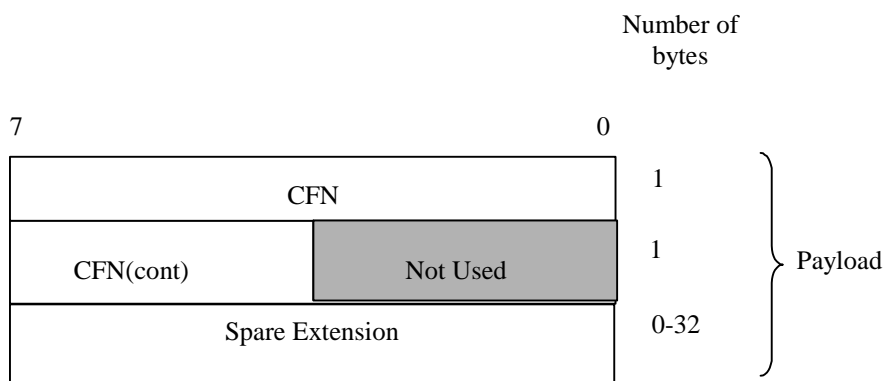 Number of
bytes
7 0
CFN 1
CFN(cont) Not Used 1
Payload
Spare Extension 0-32